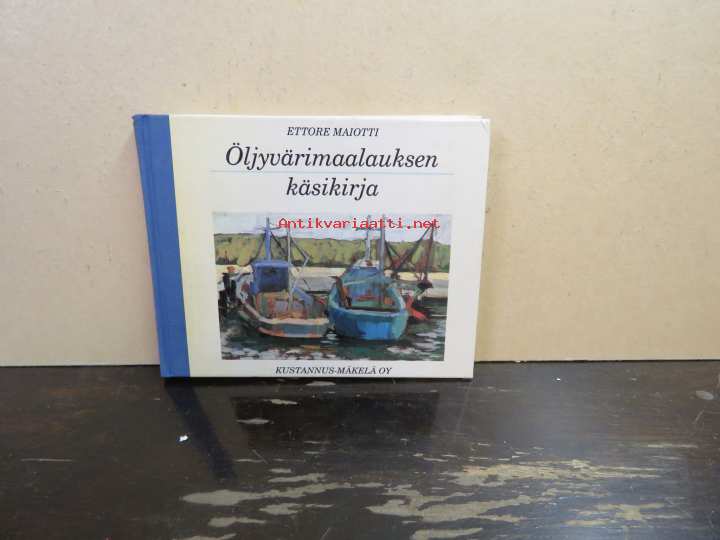 ETTORE MAIOTTI
Öljyvärimaalauksen
käsikirja
Antikvariaatti.net
KUSTANNUS-MÄKELÄ OY